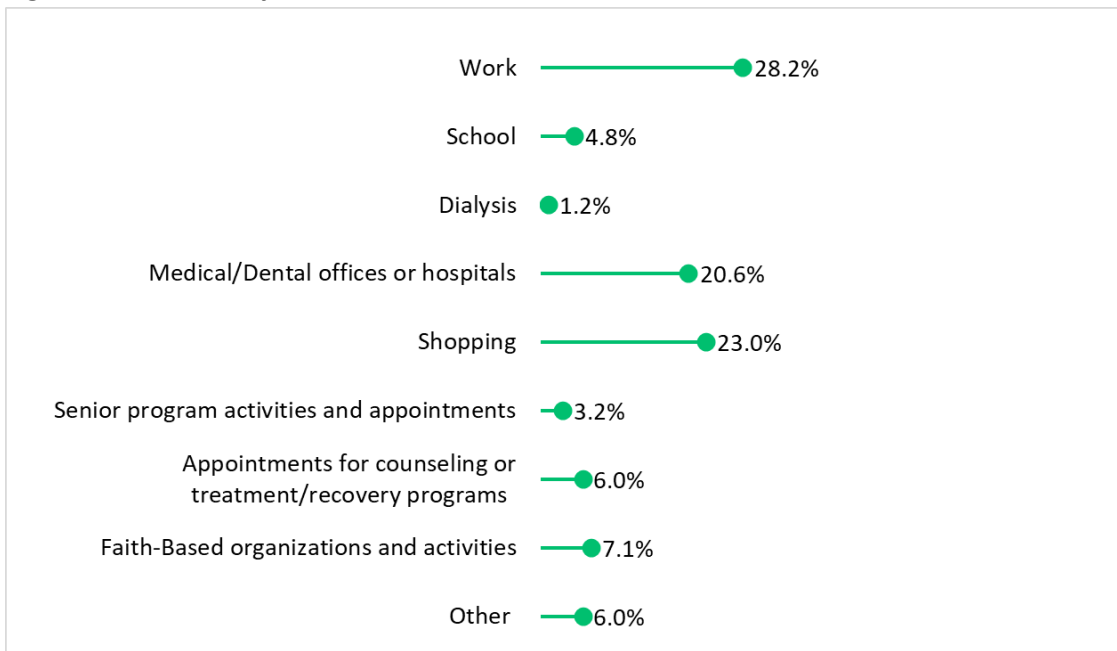 Work 28.2%
School 4.8%
Dialysis 1.2%
Medical/Dental offices or hospitals 20.6%
Shopping 23.0%
Senior program activities and appointments 3.2%
Appointments for counseling or
treatment/recovery programs 6.0%
Faith-Based organizations and activities 7.1%
Other 6.0%